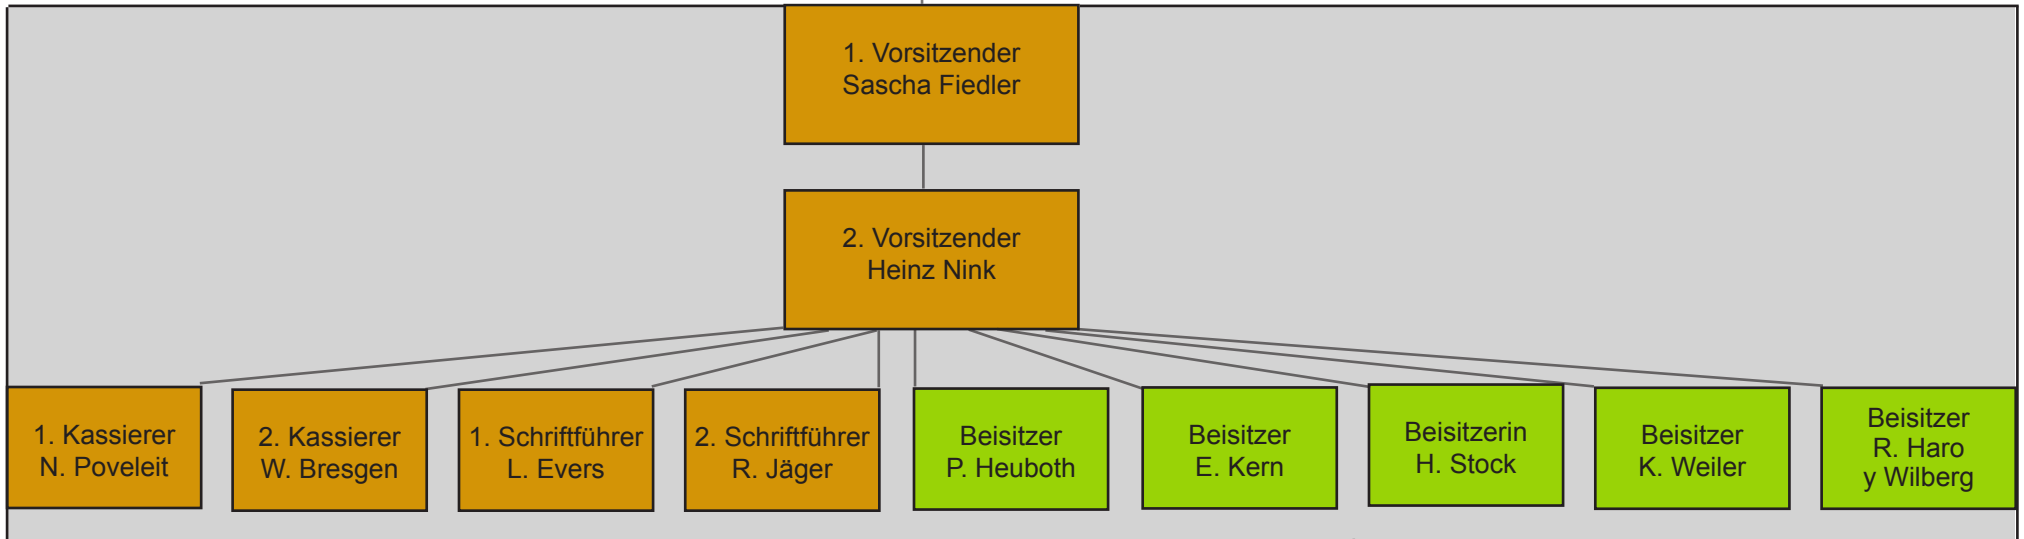 1. Vorsitzender
Sascha Fiedler
2. Vorsitzender
Heinz Nink
1. Kassierer
N. Poveleit
2. Kassierer
W. Bresgen
1. Schriftführer
L. Evers
2. Schriftführer
R. Jäger
Beisitzer
P. Heuboth
Beisitzer
E. Kern
Beisitzerin
H. Stock
Beisitzer
K. Weiler
Beisitzer
R. Haro
y Wilberg